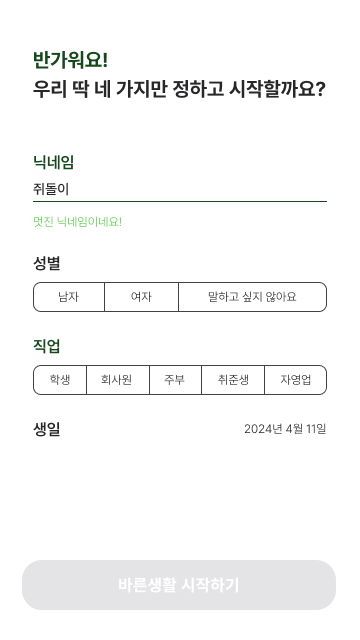 반가워요!
우리 딱 네 가지만 정하고 시작할까요?
닉네임
쥐돌이
멋진 닉네임이네요!
성별
남자 여자 말하고 싶지 않아요
직업
학생 회사원 주부 취준생 자영업
생일 2024년 4월 11일
바른생활 시작하기